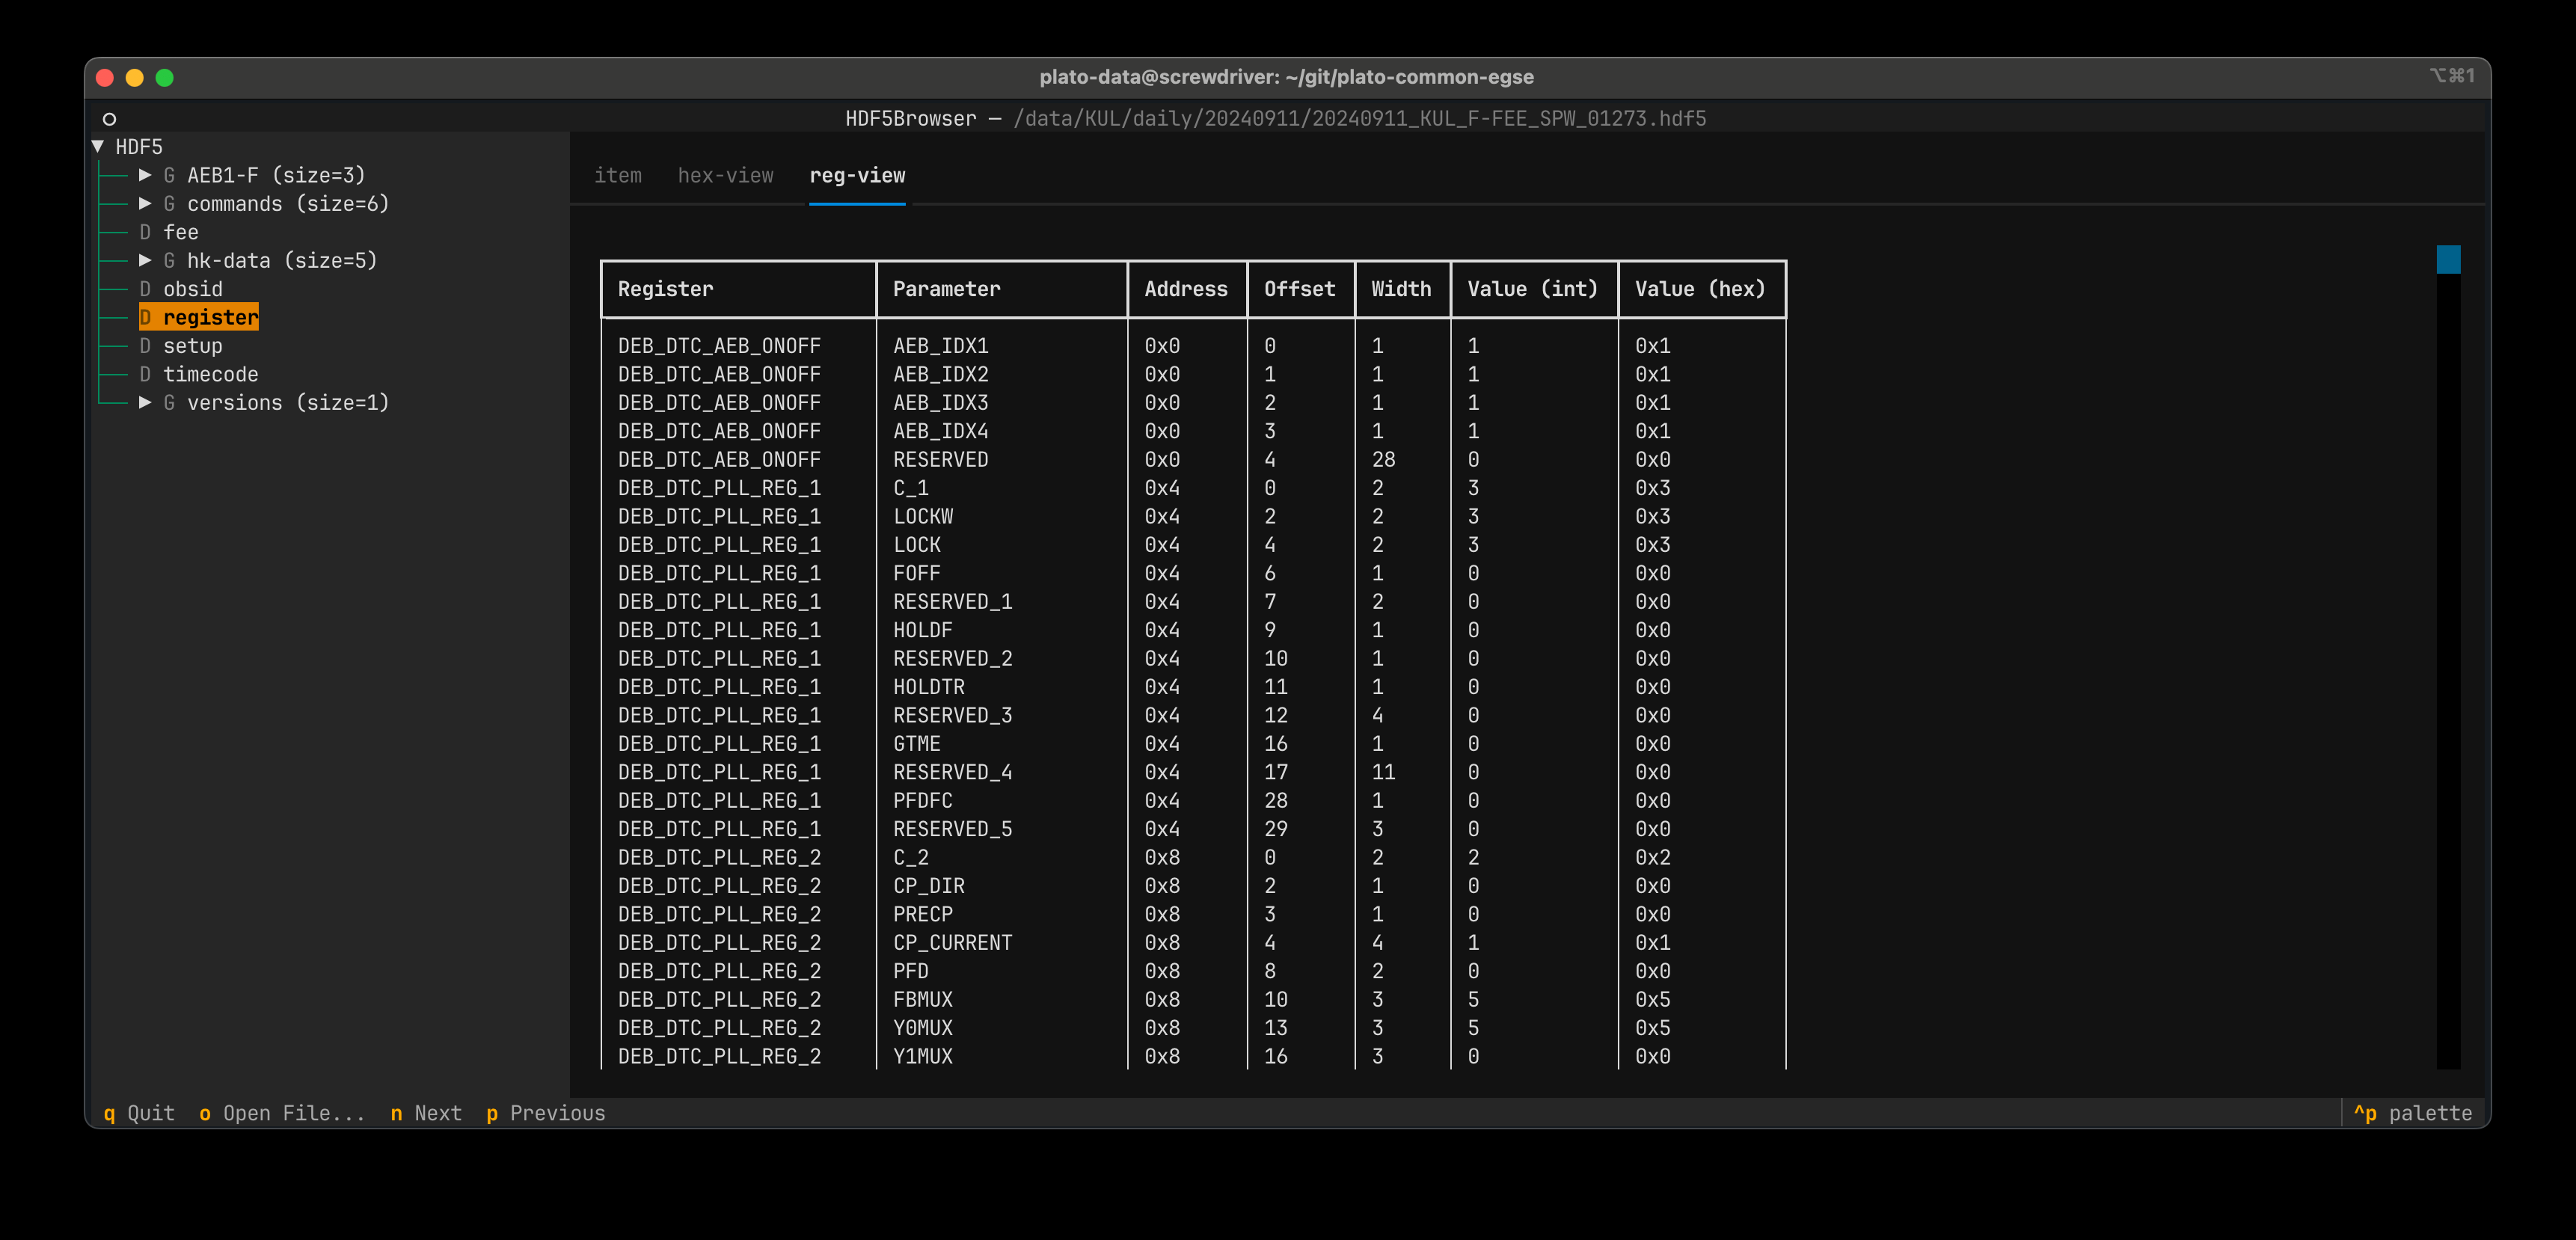 plato-data@screwdriver: ~/git/plato-common-egse ⌥⌘1
HDF5Browser — /data/KUL/daily/20240911/20240911_KUL_F-FEE_SPW_01273.hdf5
▼ HDF5
▶ G AEB1-F (size=3)
▶ G commands (size=6)
D fee
▶ G hk-data (size=5)
D obsid
D register
D setup
D timecode
▶ G versions (size=1)
item hex-view reg-view
Register Parameter Address Offset Width Value (int) Value (hex)
DEB_DTC_AEB_ONOFF AEB_IDX1 0x0 0 1 1 0x1
DEB_DTC_AEB_ONOFF AEB_IDX2 0x0 1 1 1 0x1
DEB_DTC_AEB_ONOFF AEB_IDX3 0x0 2 1 1 0x1
DEB_DTC_AEB_ONOFF AEB_IDX4 0x0 3 1 1 0x1
DEB_DTC_AEB_ONOFF RESERVED 0x0 4 28 0 0x0
DEB_DTC_PLL_REG_1 C_1 0x4 0 2 3 0x3
DEB_DTC_PLL_REG_1 LOCKW 0x4 2 2 3 0x3
DEB_DTC_PLL_REG_1 LOCK 0x4 4 2 3 0x3
DEB_DTC_PLL_REG_1 FOFF 0x4 6 1 0 0x0
DEB_DTC_PLL_REG_1 RESERVED_1 0x4 7 2 0 0x0
DEB_DTC_PLL_REG_1 HOLDF 0x4 9 1 0 0x0
DEB_DTC_PLL_REG_1 RESERVED_2 0x4 10 1 0 0x0
DEB_DTC_PLL_REG_1 HOLDTR 0x4 11 1 0 0x0
DEB_DTC_PLL_REG_1 RESERVED_3 0x4 12 4 0 0x0
DEB_DTC_PLL_REG_1 GTME 0x4 16 1 0 0x0
DEB_DTC_PLL_REG_1 RESERVED_4 0x4 17 11 0 0x0
DEB_DTC_PLL_REG_1 PFDFC 0x4 28 1 0 0x0
DEB_DTC_PLL_REG_1 RESERVED_5 0x4 29 3 0 0x0
DEB_DTC_PLL_REG_2 C_2 0x8 0 2 2 0x2
DEB_DTC_PLL_REG_2 CP_DIR 0x8 2 1 0 0x0
DEB_DTC_PLL_REG_2 PRECP 0x8 3 1 0 0x0
DEB_DTC_PLL_REG_2 CP_CURRENT 0x8 4 4 1 0x1
DEB_DTC_PLL_REG_2 PFD 0x8 8 2 0 0x0
DEB_DTC_PLL_REG_2 FBMUX 0x8 10 3 5 0x5
DEB_DTC_PLL_REG_2 Y0MUX 0x8 13 3 5 0x5
DEB_DTC_PLL_REG_2 Y1MUX 0x8 16 3 0 0x0
q Quit o Open File... n Next p Previous ^p palette